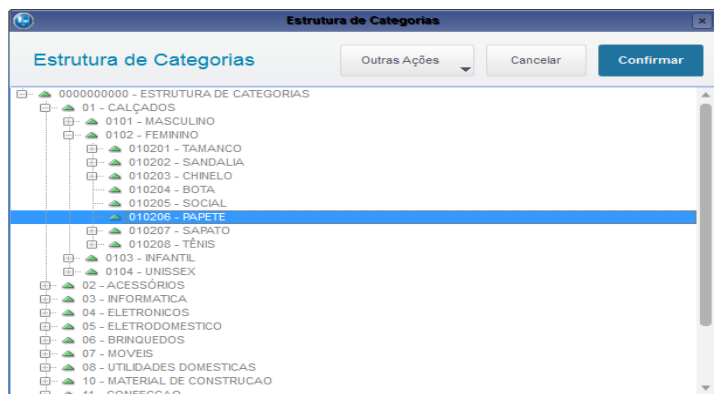 Estrutura de Categorias
Estrutura de Categorias
Outras Ações
Cancelar
Confirmar
0000000000 - ESTRUTURA DE CATEGORIAS
01 - CALÇADOS
0101 - MASCULINO
0102 - FEMININO
010201 - TAMANCO
010202 - SANDALIA
010203 - CHINELO
010204 - BOTA
010205 - SOCIAL
010206 - PAPETE
010207 - SAPATO
010208 - TÊNIS
0103 - INFANTIL
0104 - UNISSEX
02 - ACESSÓRIOS
03 - INFORMATICA
04 - ELETRONICOS
05 - ELETRODOMESTICO
06 - BRINQUEDOS
07 - MOVEIS
08 - UTILIDADES DOMESTICAS
10 - MATERIAL DE CONSTRUCAO
11 - CONFECCAO